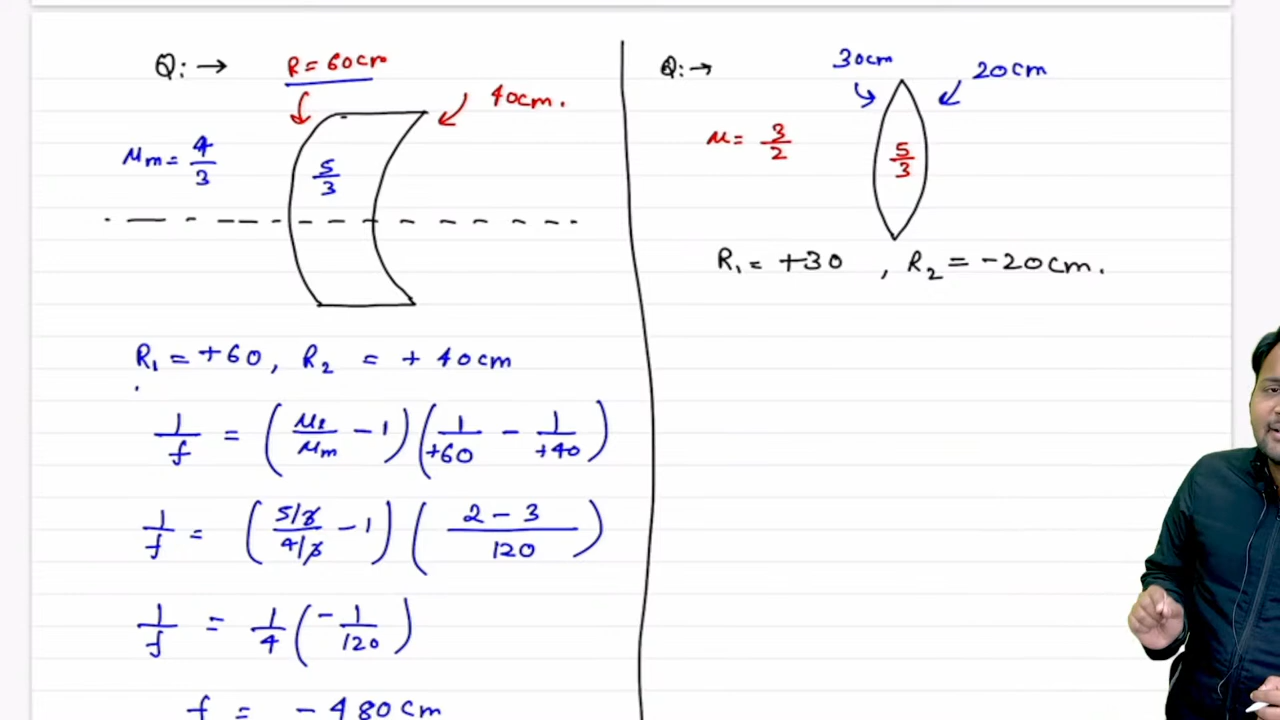 Q: → R = 60cm
40cm.
μm = 4/3
5/3
R₁ = +60, R₂ = + 40cm
1/f = (μℓ/μm - 1)(1/+60 - 1/+40)
1/f = (5/3/4/3 - 1)(2 - 3/120)
1/f = 1/4(-1/120)
f = - 480cm
Q: → 30cm
20cm
μ = 3/2
5/3
R₁ = +30 , R₂ = -20cm.